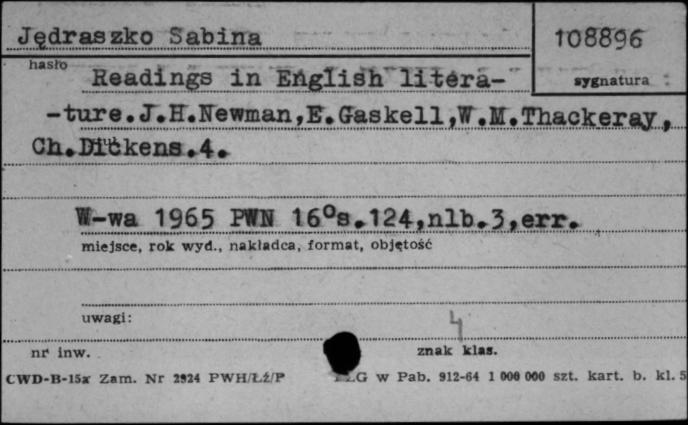 Jędraszko Sabina
108896
hasło
sygnatura
Readings in English litera-
-ture.J.H.Newman,E.Gaskell,W.M.Thackeray,
Ch.Dickens.4.
W-wa 1965 PWN 16°s.124,nlb.3,err.
miejsce, rok wyd., nakładca, format, objętość
uwagi:
4
nr inw.
znak klas.
CWD-B-15a Zam. Nr 2924 PWH/Łź/P
G w Pab. 912-64 1 000 000 szt. kart. b. kl. 5